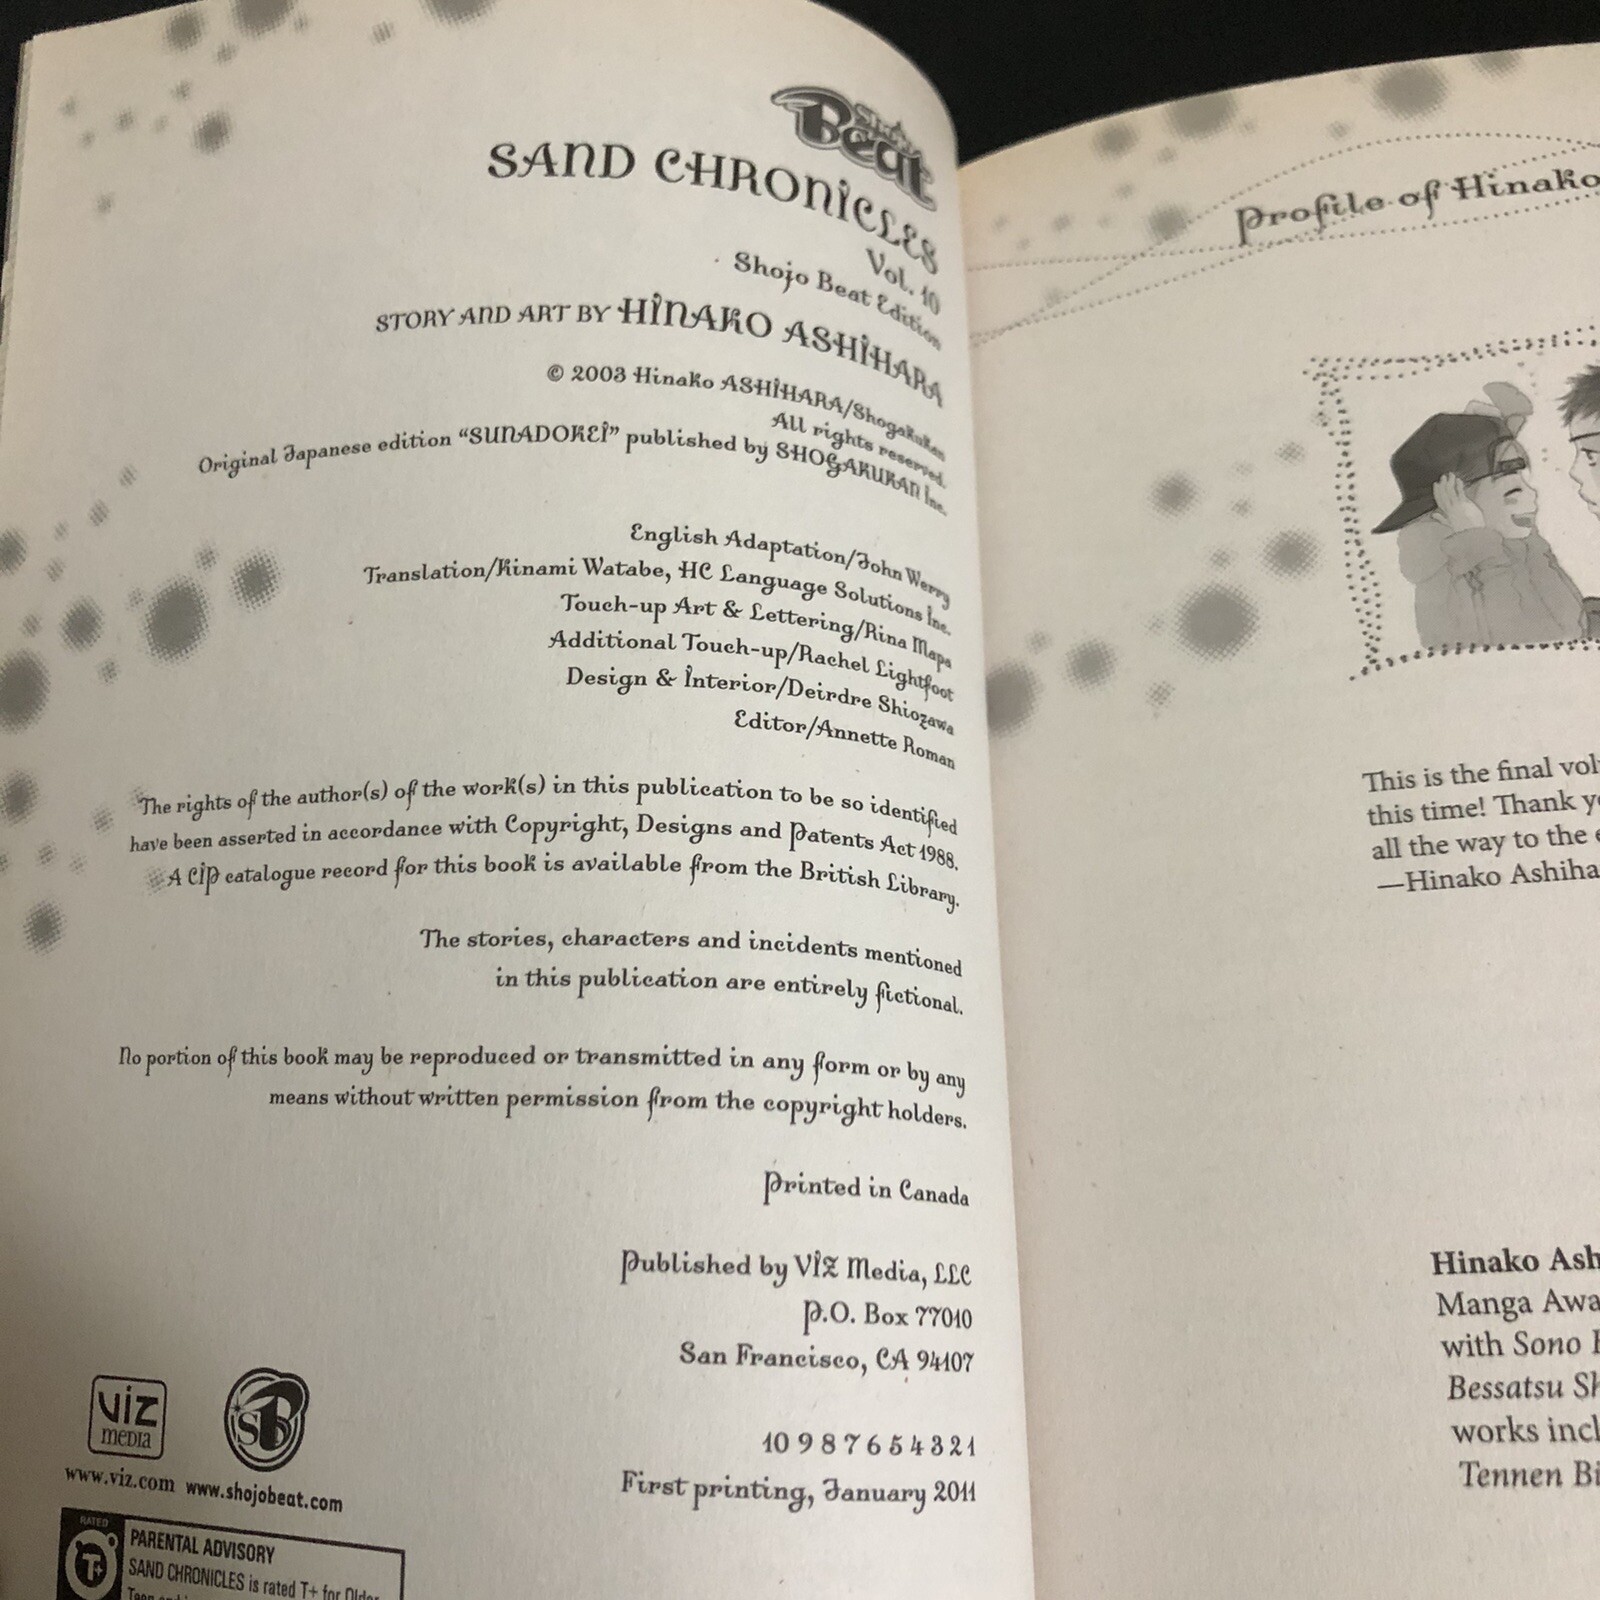 Shojo Beat
SAND CHRONICLES
Vol. 10
Shojo Beat Edition
STORY AND ART BY HINAKO ASHIHARA
© 2003 Hinako ASHIHARA/Shogakukan
All rights reserved.
Original Japanese edition “SUNADOKEI” published by SHOGAKUKAN Inc.
English Adaptation/John Werry
Translation/Kinami Watabe, HC Language Solutions Inc.
Touch-up Art & Lettering/Rina Mapa
Additional Touch-up/Rachel Lightfoot
Design & Interior/Deirdre Shiozawa
Editor/Annette Roman
The rights of the author(s) of the work(s) in this publication to be so identified
have been asserted in accordance with Copyright, Designs and Patents Act 1988.
A CIP catalogue record for this book is available from the British Library.
The stories, characters and incidents mentioned
in this publication are entirely fictional.
No portion of this book may be reproduced or transmitted in any form or by any
means without written permission from the copyright holders.
Printed in Canada
Published by VIZ Media, LLC
P.O. Box 77010
San Francisco, CA 94107
10 9 8 7 6 5 4 3 2 1
First printing, January 2011
VIZ
MEDIA
SB
www.viz.com www.shojobeat.com
RATED
T+
PARENTAL ADVISORY
SAND CHRONICLES is rated T+ for Older
Profile of Hinako
This is the final vol
this time! Thank y
all the way to the e
—Hinako Ashiha
Hinako Ash
Manga Awa
with Sono
Bessatsu Sh
works incl
Tennen Bi